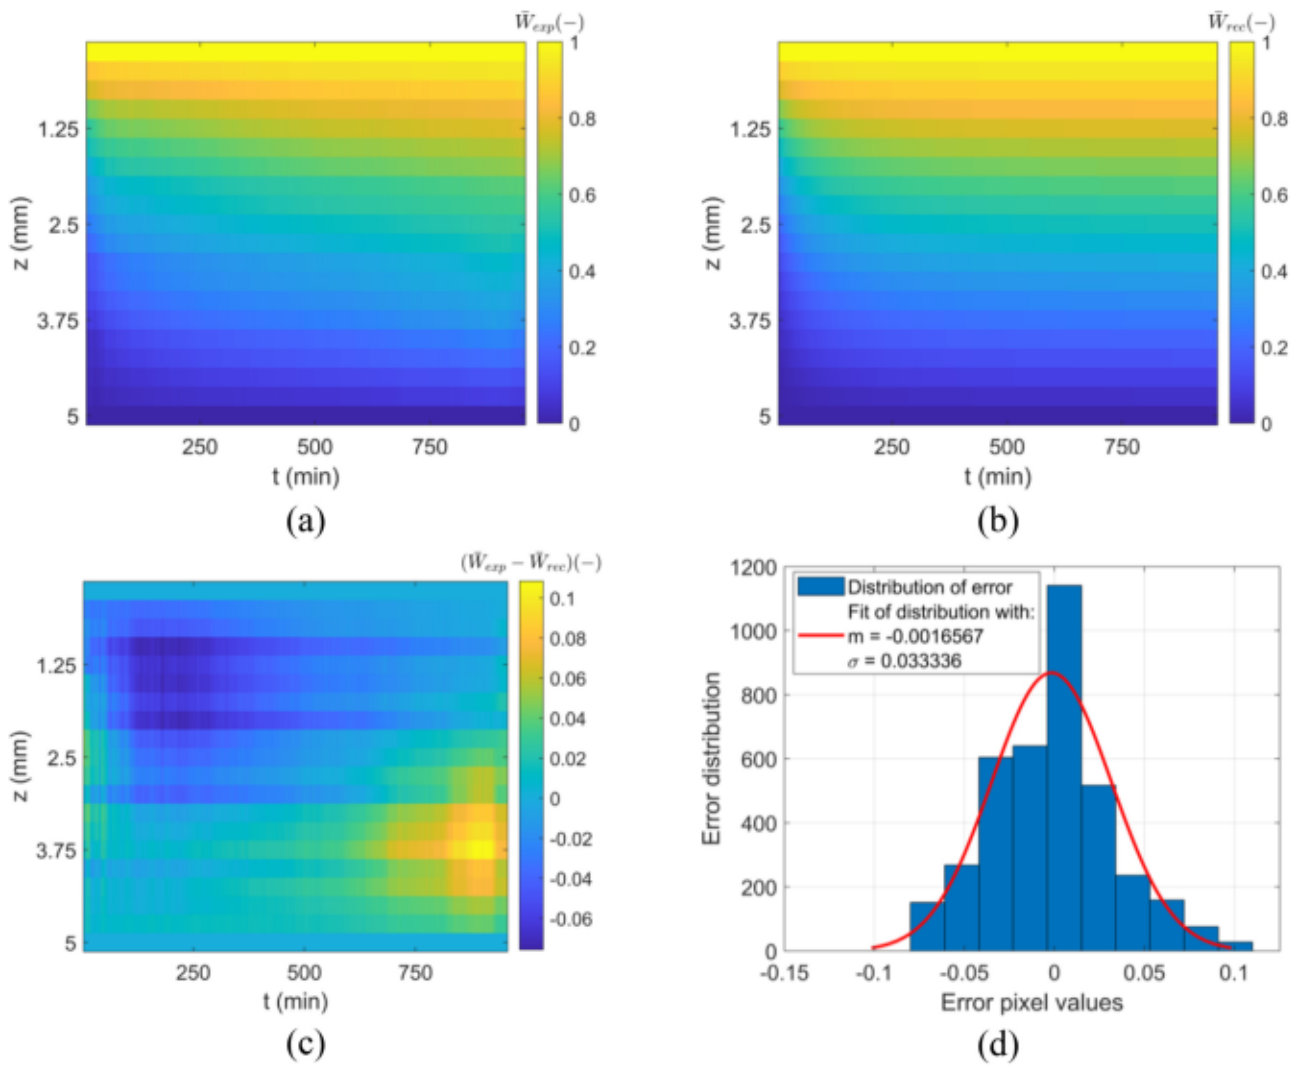 W̄exp(−)
1
0.8
0.6
0.4
0.2
0
1.25
2.5
3.75
5
z (mm)
250 500 750
t (min)
(a)
W̄rec(−)
1
0.8
0.6
0.4
0.2
0
1.25
2.5
3.75
5
z (mm)
250 500 750
t (min)
(b)
(W̄exp − W̄rec)(−)
0.1
0.08
0.06
0.04
0.02
0
-0.02
-0.04
-0.06
1.25
2.5
3.75
5
z (mm)
250 500 750
t (min)
(c)
1200
1000
800
600
400
200
0
Error distribution
Distribution of error
Fit of distribution with:
m = -0.0016567
σ = 0.033336
-0.15 -0.1 -0.05 0 0.05 0.1
Error pixel values
(d)